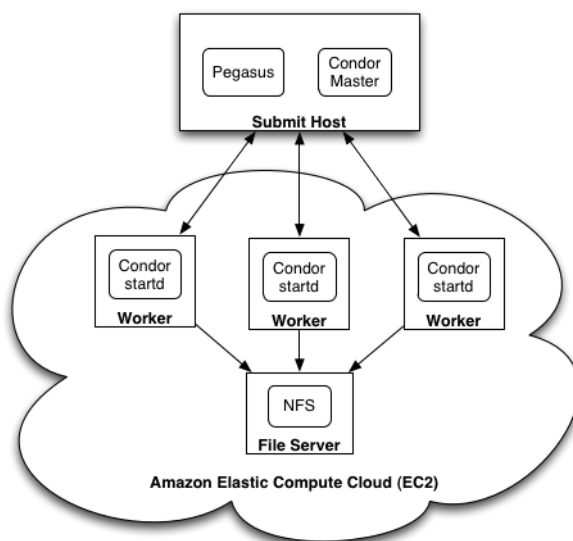 Pegasus
Condor
Master
Submit Host
Condor
startd
Worker
Condor
startd
Worker
Condor
startd
Worker
NFS
File Server
Amazon Elastic Compute Cloud (EC2)